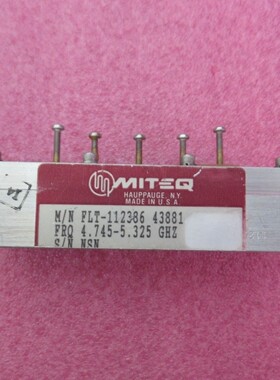 MITEQ
HAUPPAUGE, N.Y.
MADE IN U.S.A
M/N FLT-112386 43881
FRQ 4.745-5.325 GHZ
S/N NSN